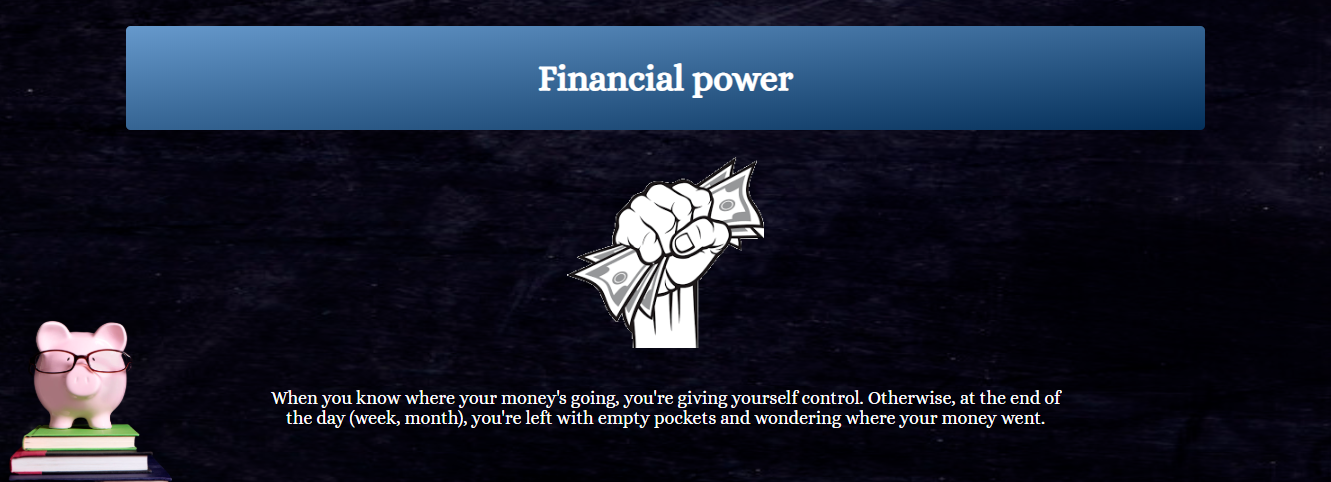 Financial power
When you know where your money's going, you're giving yourself control. Otherwise, at the end of
the day (week, month), you're left with empty pockets and wondering where your money went.